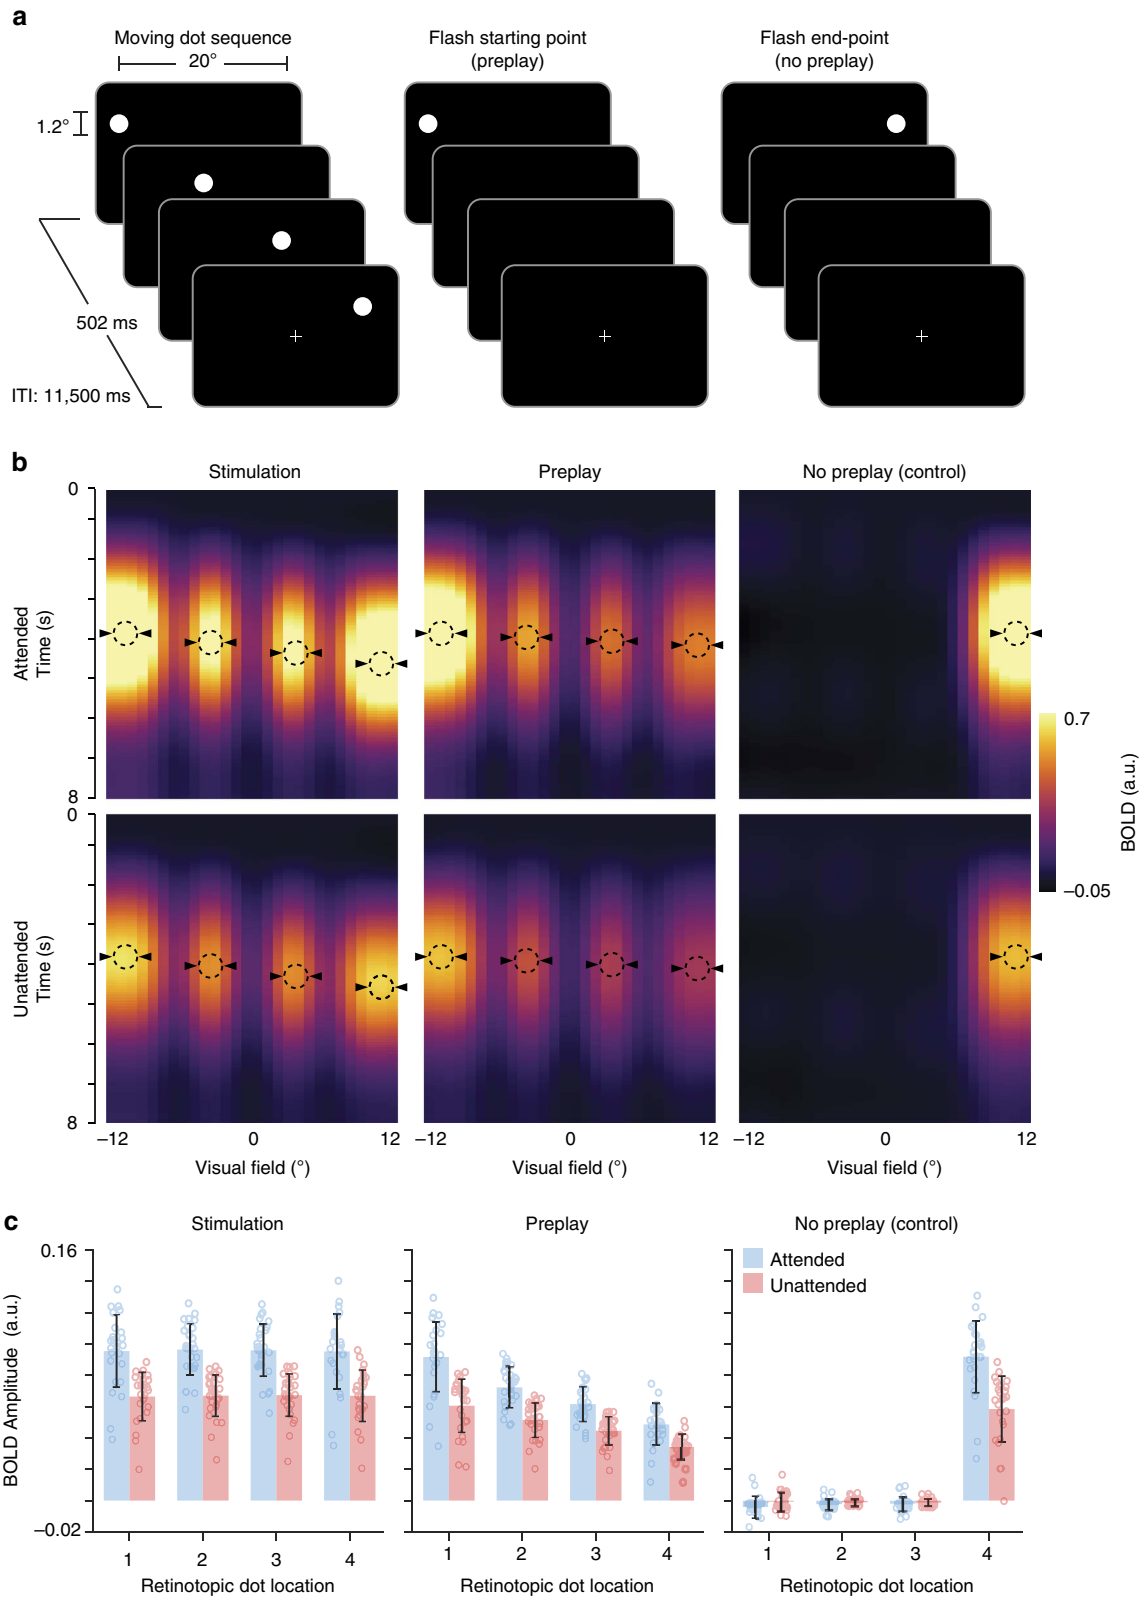 a
Moving dot sequence
20°
Flash starting point
(preplay)
Flash end-point
(no preplay)
1.2°
502 ms
ITI: 11,500 ms
b
Stimulation
Preplay
No preplay (control)
0
Attended
Time (s)
8
0
Unattended
Time (s)
8
0.7
BOLD (a.u.)
−0.05
−12
0
12
−12
0
12
−12
0
12
Visual field (°)
Visual field (°)
Visual field (°)
c
Stimulation
Preplay
No preplay (control)
0.16
BOLD Amplitude (a.u.)
−0.02
Attended
Unattended
1
2
3
4
1
2
3
4
1
2
3
4
Retinotopic dot location
Retinotopic dot location
Retinotopic dot location